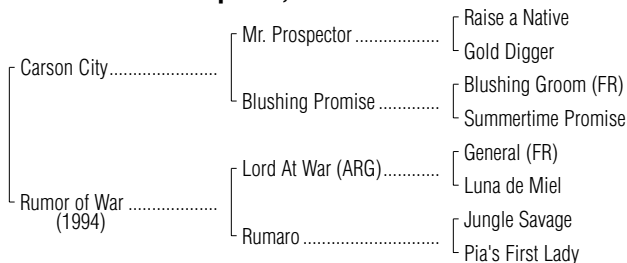 Raise a Native
Mr. Prospector ..................
Gold Digger
Carson City.......................
Blushing Groom (FR)
Blushing Promise .............
Summertime Promise
General (FR)
Lord At War (ARG)............
Luna de Miel
Rumor of War ...................
(1994)
Jungle Savage
Rumaro .............................
Pia's First Lady